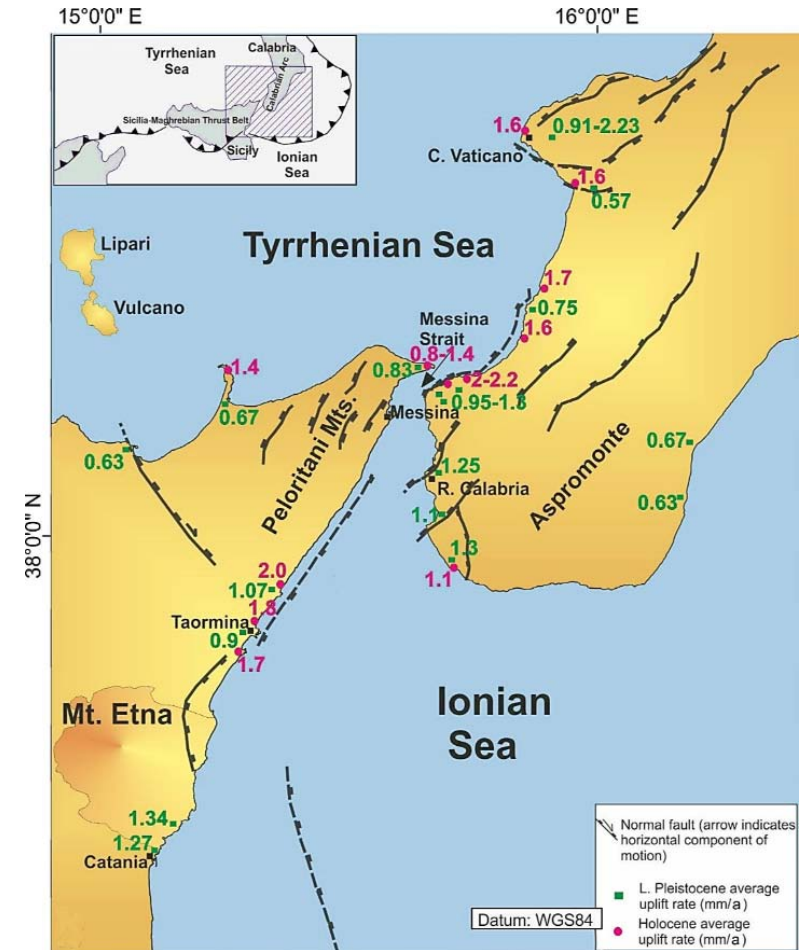 15°0'0" E
16°0'0" E
Tyrrhenian
Sea
Calabria
Calabrian Arc
Sicilia-Maghrebian Thrust Belt
Sicily
Ionian
Sea
1.6
0.91-2.23
C. Vaticano
1.6
0.57
Lipari
Tyrrhenian Sea
Vulcano
1.7
0.75
Messina
Strait
1.6
0.8-1.4
1.4
0.83
2-2.2
0.95-1.3
0.67
Messina
Peloritani Mts.
0.63
1.25
R. Calabria
0.67
Aspromonte
0.63
1.1
38°0'0" N
1.3
1.1
2.0
1.07
1.8
Taormina
0.9
1.7
Mt. Etna
Ionian
Sea
1.34
1.27
Catania
Normal fault (arrow indicates
horizontal component of
motion)
L. Pleistocene average
uplift rate (mm/a)
Holocene average
uplift rate (mm/a)
Datum: WGS84